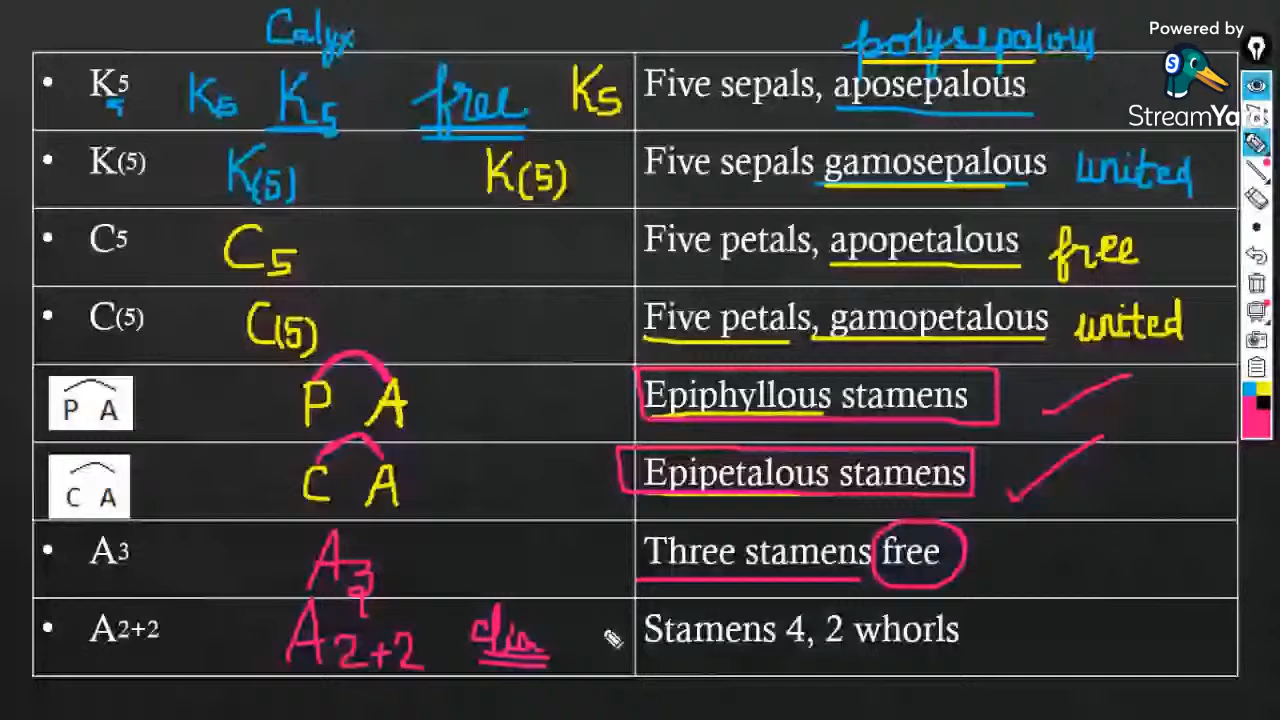 Calyx polysepalous Powered by
• K5 K5 K5 free K5 Five sepals, aposepalous StreamYard
• K(5) K(5) K(5) Five sepals gamosepalous united
• C5 C5 Five petals, apopetalous free
• C(5) C(5) Five petals, gamopetalous united
P A P A Epiphyllous stamens
C A C A Epipetalous stamens
• A3 A3 Three stamens free
• A2+2 A2+2 dia Stamens 4, 2 whorls